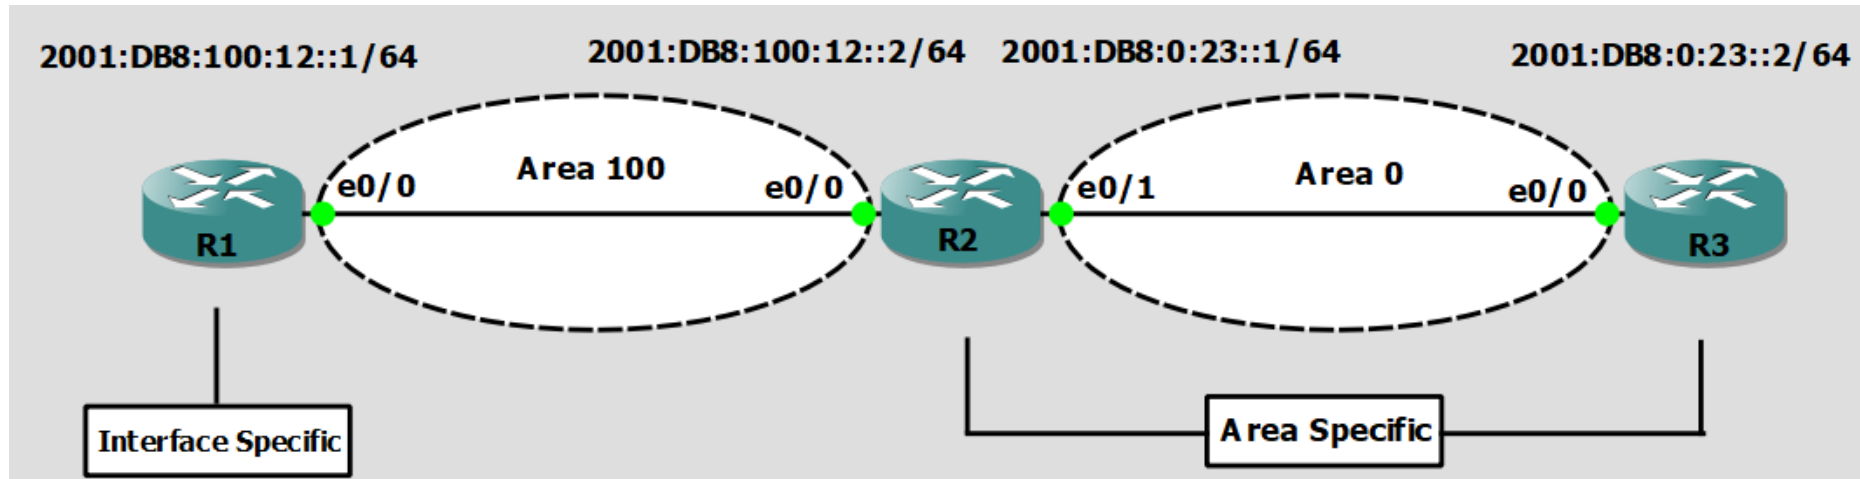 2001:DB8:100:12::1/64
2001:DB8:100:12::2/64
2001:DB8:0:23::1/64
2001:DB8:0:23::2/64
Area 100
Area 0
e0/0
e0/0
e0/1
e0/0
R1
R2
R3
Interface Specific
Area Specific